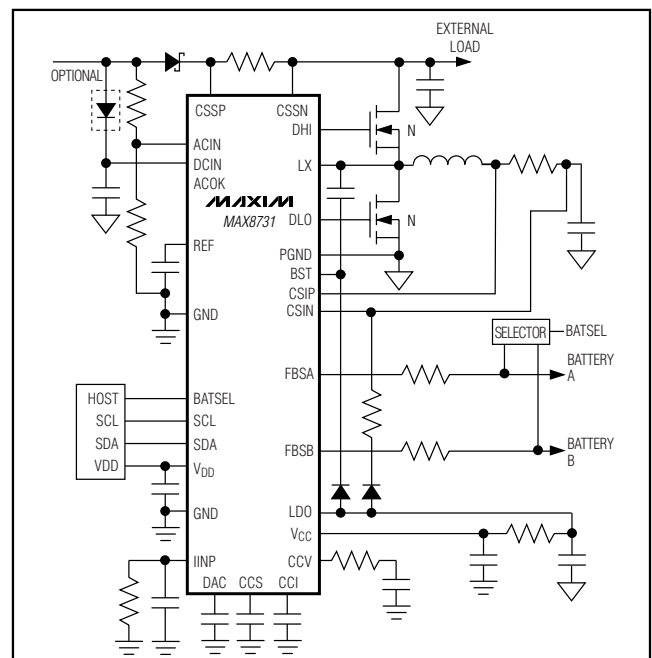 EXTERNAL
LOAD
OPTIONAL
CSSP
CSSN
DHI
N
ACIN
DCIN
LX
ACOK
MAXIM
MAX8731
DLO
N
REF
PGND
BST
CSIP
CSIN
GND
SELECTOR
BATSEL
FBSA
BATTERY
A
HOST
BATSEL
SCL
SCL
SDA
SDA
FBSB
BATTERY
B
VDD
VDD
GND
LDO
VCC
IINP
CCV
DAC CCS CCI